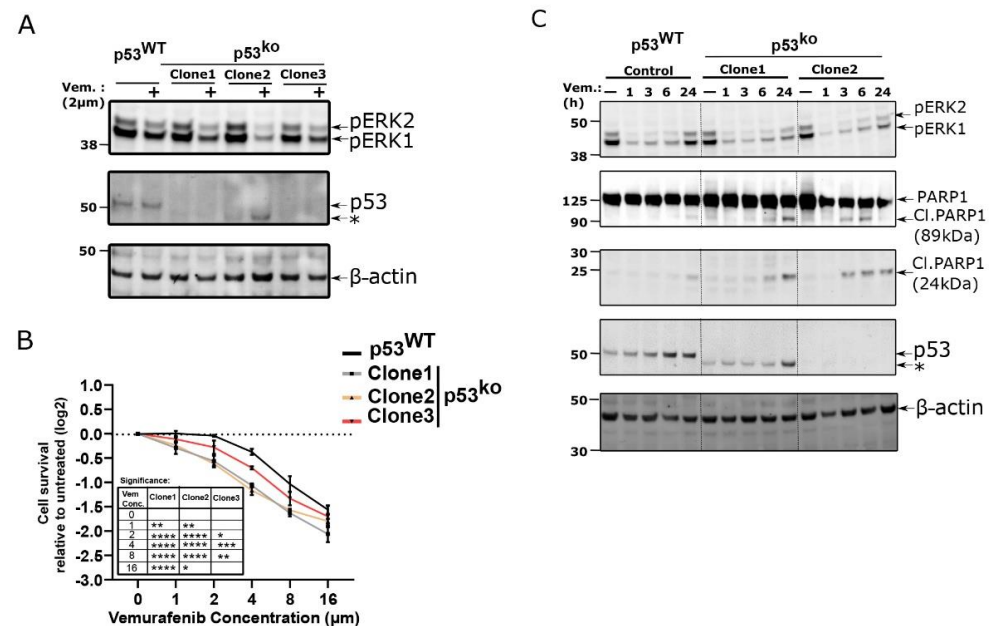 A
p53WT
p53ko
Clone1 Clone2 Clone3
Vem. : + + + +
(2μm)
pERK2
pERK1
38
50
p53
*
50
β-actin
B
p53WT
Clone1
Clone2
Clone3
p53ko
Cell survival
relative to untreated (log2)
1.0
0.5
0.0
-0.5
-1.0
-1.5
-2.0
-2.5
-3.0
Significance:
Vem Conc. Clone1 Clone2 Clone3
0
1 ** **
2 **** **** *
4 **** **** ***
8 **** **** **
16 **** *
0 1 2 4 8 16
Vemurafenib Concentration (μm)
C
p53WT
p53ko
Control Clone1 Clone2
Vem.: — 1 3 6 24 — 1 3 6 24 — 1 3 6 24
(h)
pERK2
50
pERK1
38
125
PARP1
90
Cl.PARP1
(89kDa)
30
25
Cl.PARP1
(24kDa)
50
p53
*
50
β-actin
30